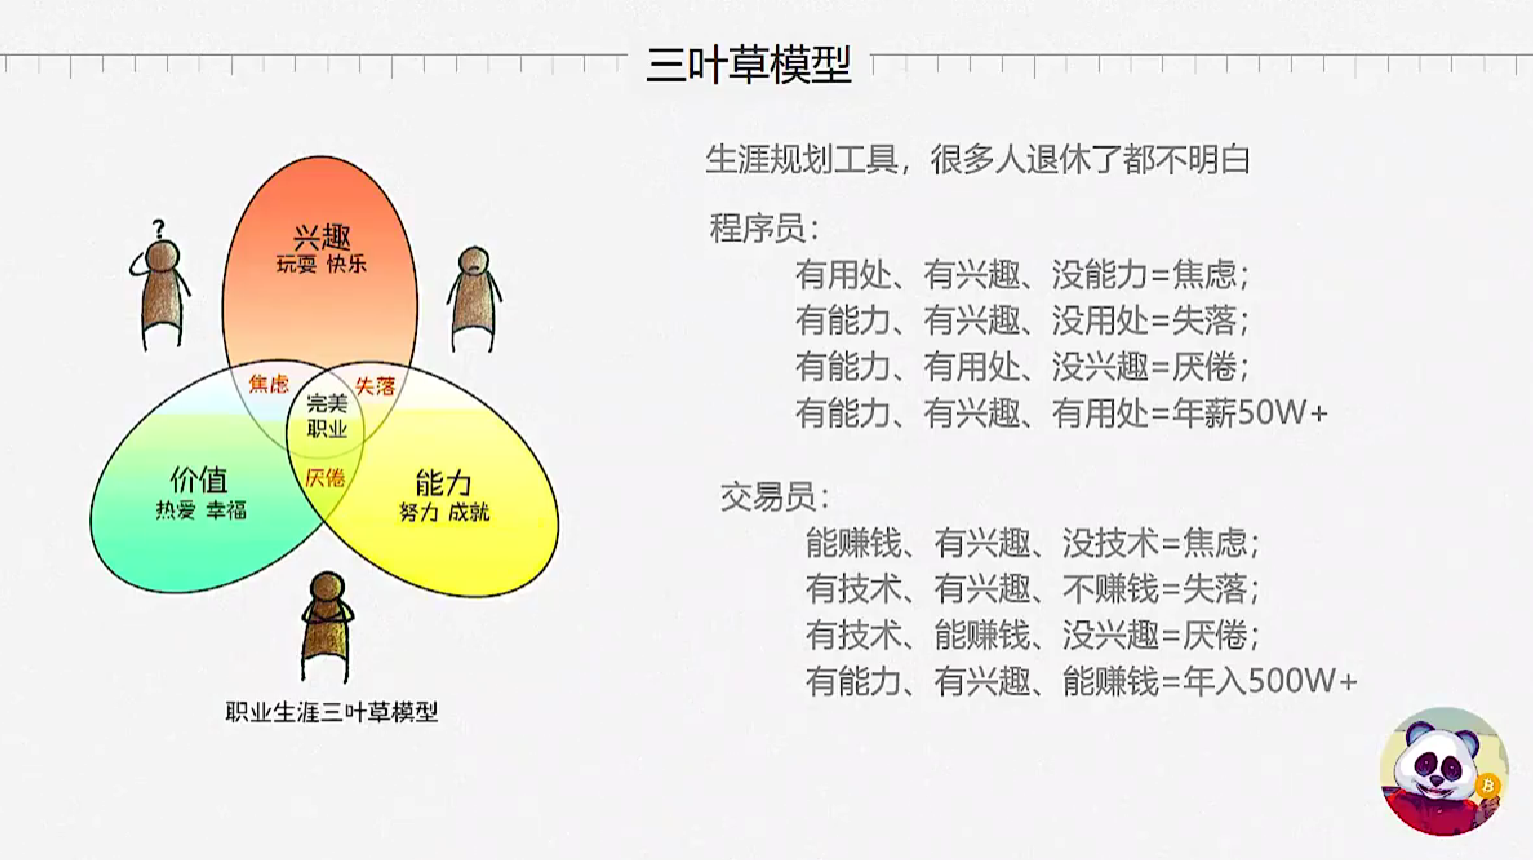 三叶草模型
生涯规划工具，很多人退休了都不明白
程序员：
有用处、有兴趣、没能力=焦虑；
有能力、有兴趣、没用处=失落；
有能力、有用处、没兴趣=厌倦；
有能力、有兴趣、有用处=年薪50W+
交易员：
能赚钱、有兴趣、没技术=焦虑；
有技术、有兴趣、不赚钱=失落；
有技术、能赚钱、没兴趣=厌倦；
有能力、有兴趣、能赚钱=年入500W+
?
兴趣
玩耍 快乐
焦虑
失落
完美
职业
厌倦
价值
热爱 幸福
能力
努力 成就
职业生涯三叶草模型
₿